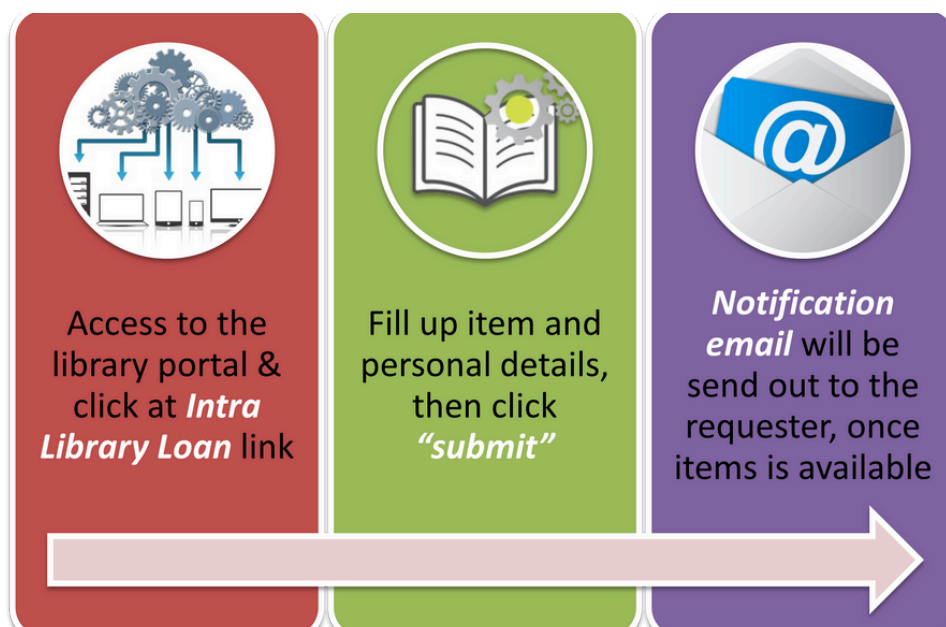 Access to the
library portal &
click at Intra
Library Loan link
Fill up item and
personal details,
then click
“submit”
@
Notification
email will be
send out to the
requester, once
items is available